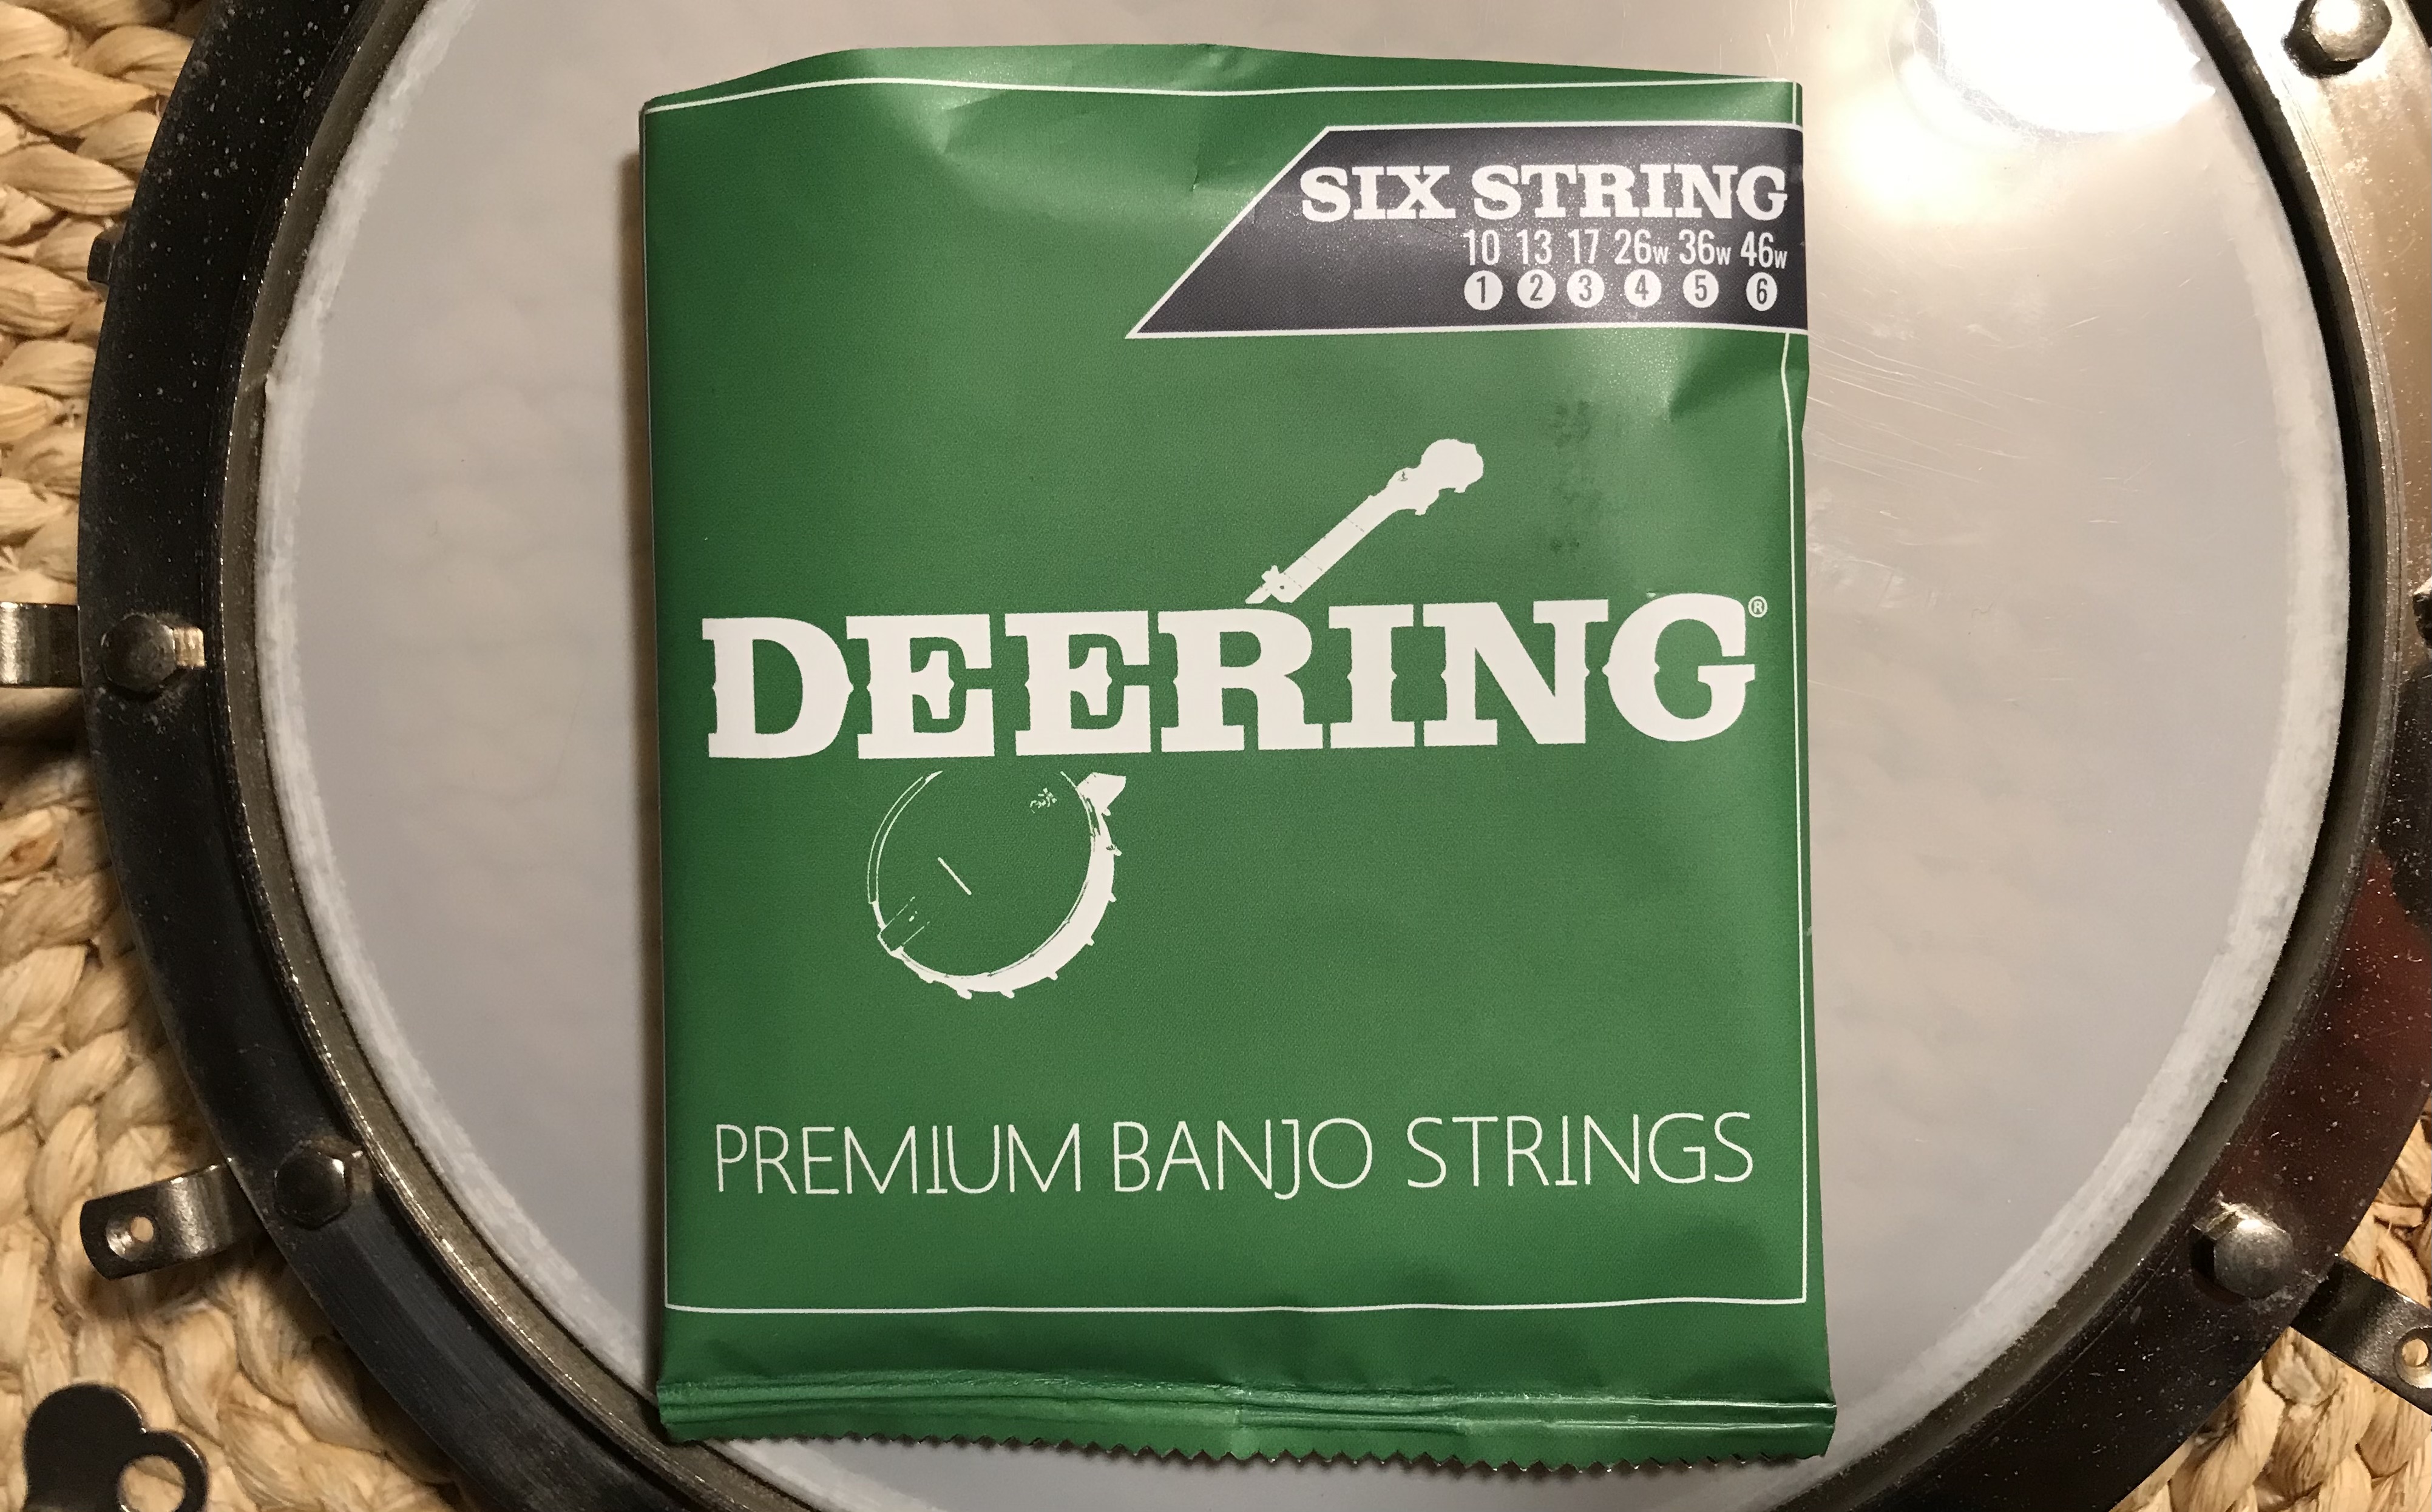 SIX STRING
10 13 17 26w 36w 46w
1 2 3 4 5 6
DEERING®
PREMIUM BANJO STRINGS